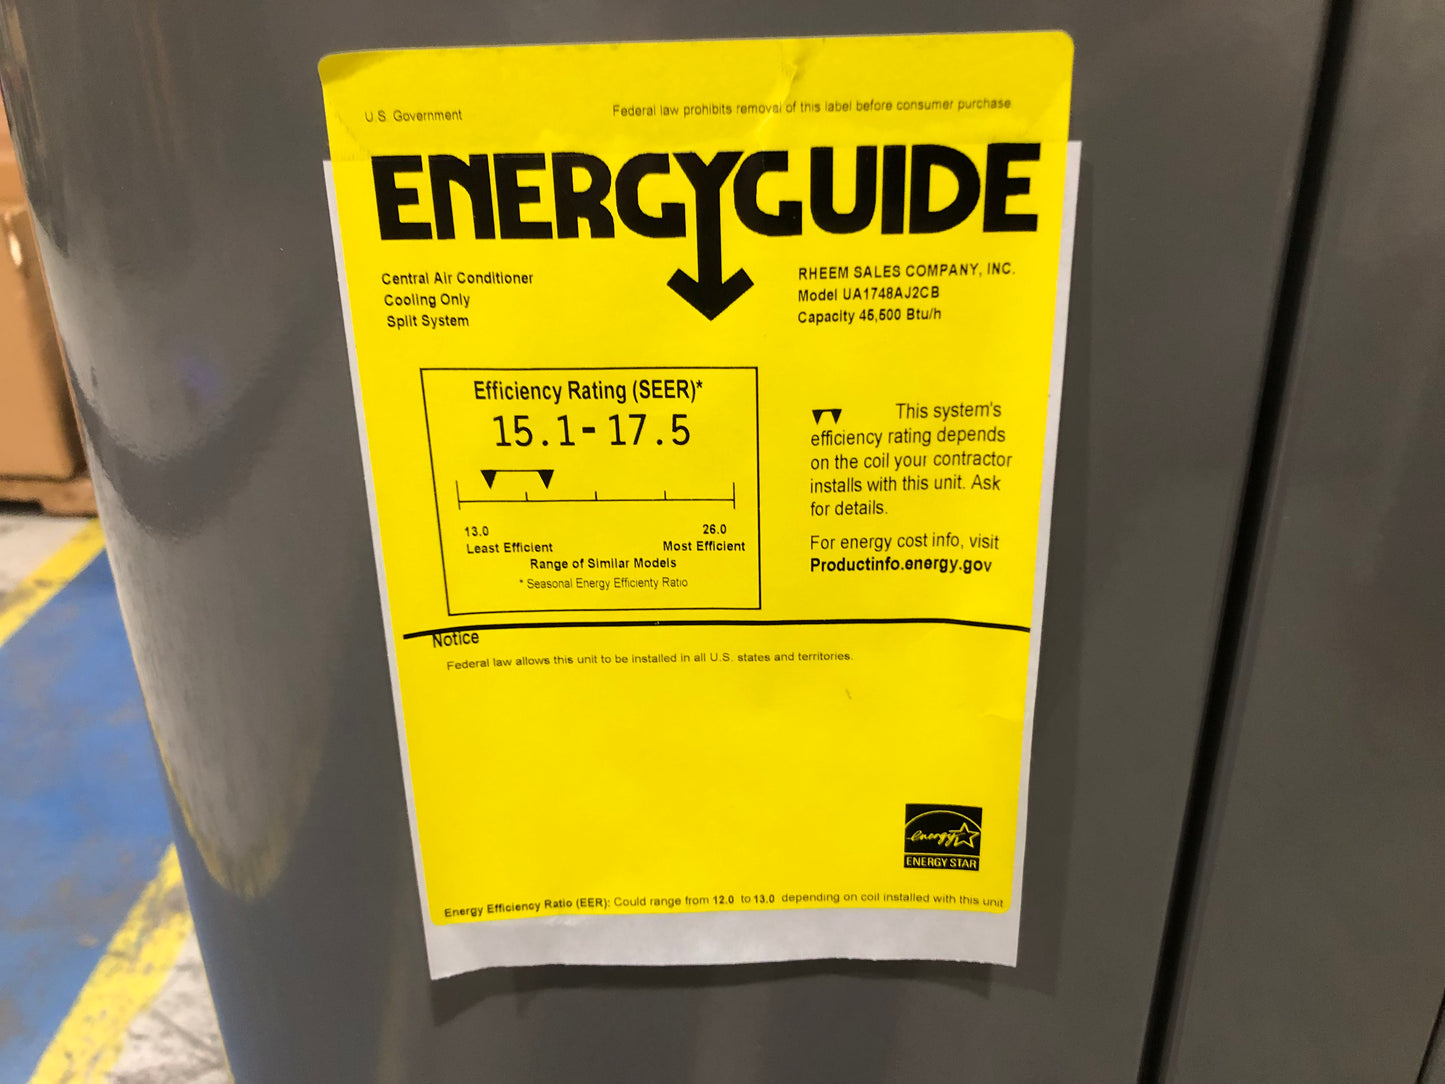 U.S. Government
Federal law prohibits removal of this label before consumer purchase.
ENERGYGUIDE
Central Air Conditioner
Cooling Only
Split System
RHEEM SALES COMPANY, INC.
Model UA1748AJ2CB
Capacity 45,500 Btu/h
Efficiency Rating (SEER)*
15.1- 17.5
13.0
26.0
Least Efficient
Most Efficient
Range of Similar Models
* Seasonal Energy Efficienty Ratio
This system's
efficiency rating depends
on the coil your contractor
installs with this unit. Ask
for details.
For energy cost info, visit
Productinfo.energy.gov
Notice
Federal law allows this unit to be installed in all U.S. states and territories.
energy
ENERGY STAR
Energy Efficiency Ratio (EER): Could range from 12.0 to 13.0 depending on coil installed with this unit.